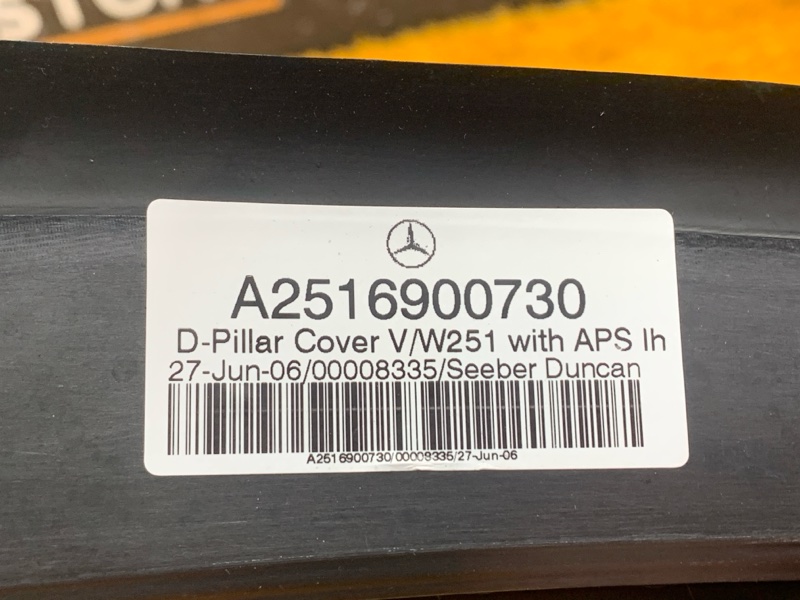 A2516900730
D-Pillar Cover V/W251 with APS lh
27-Jun-06/00008335/Seeber Duncan
A2516900730/00008335/27-Jun-06